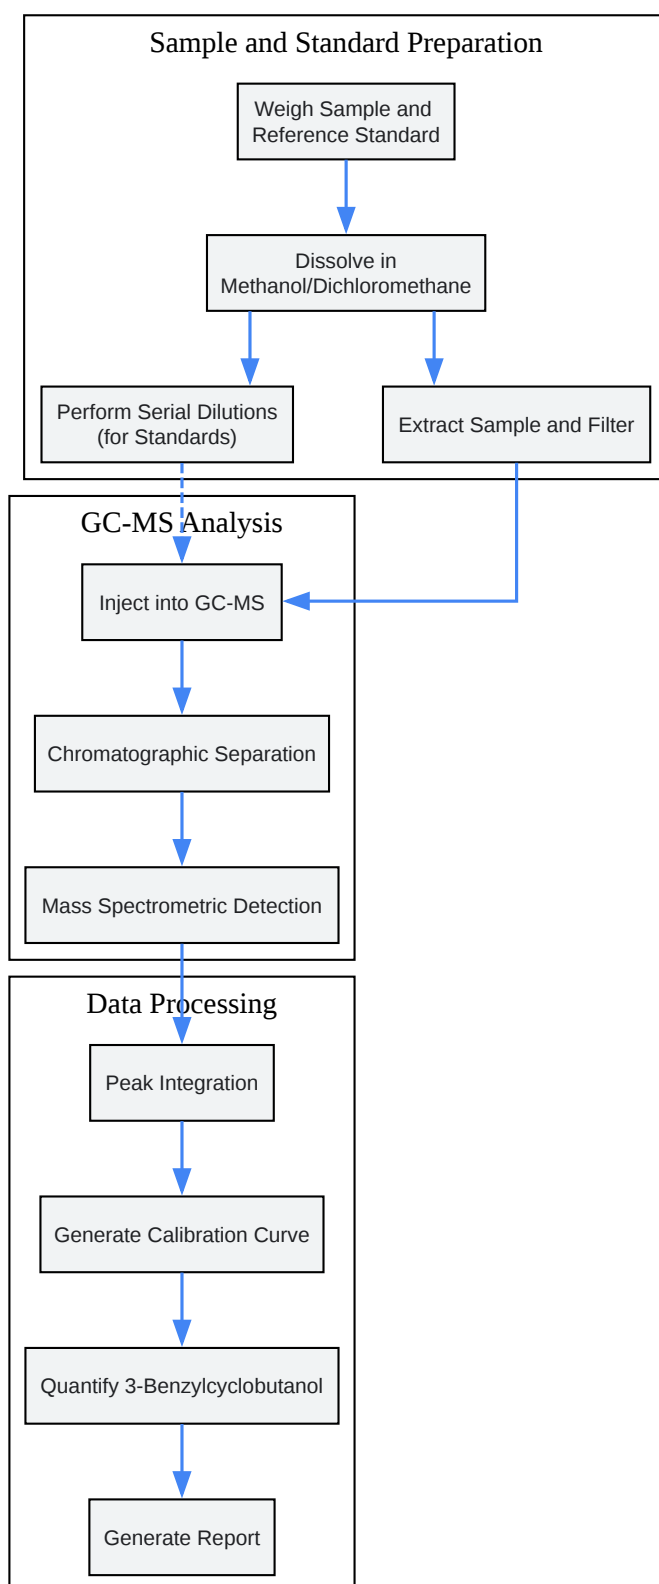 Sample and Standard Preparation
Weigh Sample and
Reference Standard
Dissolve in
Methanol/Dichloromethane
Perform Serial Dilutions
(for Standards)
Extract Sample and Filter
GC-MS Analysis
Inject into GC-MS
Chromatographic Separation
Mass Spectrometric Detection
Data Processing
Peak Integration
Generate Calibration Curve
Quantify 3-Benzylcyclobutanol
Generate Report